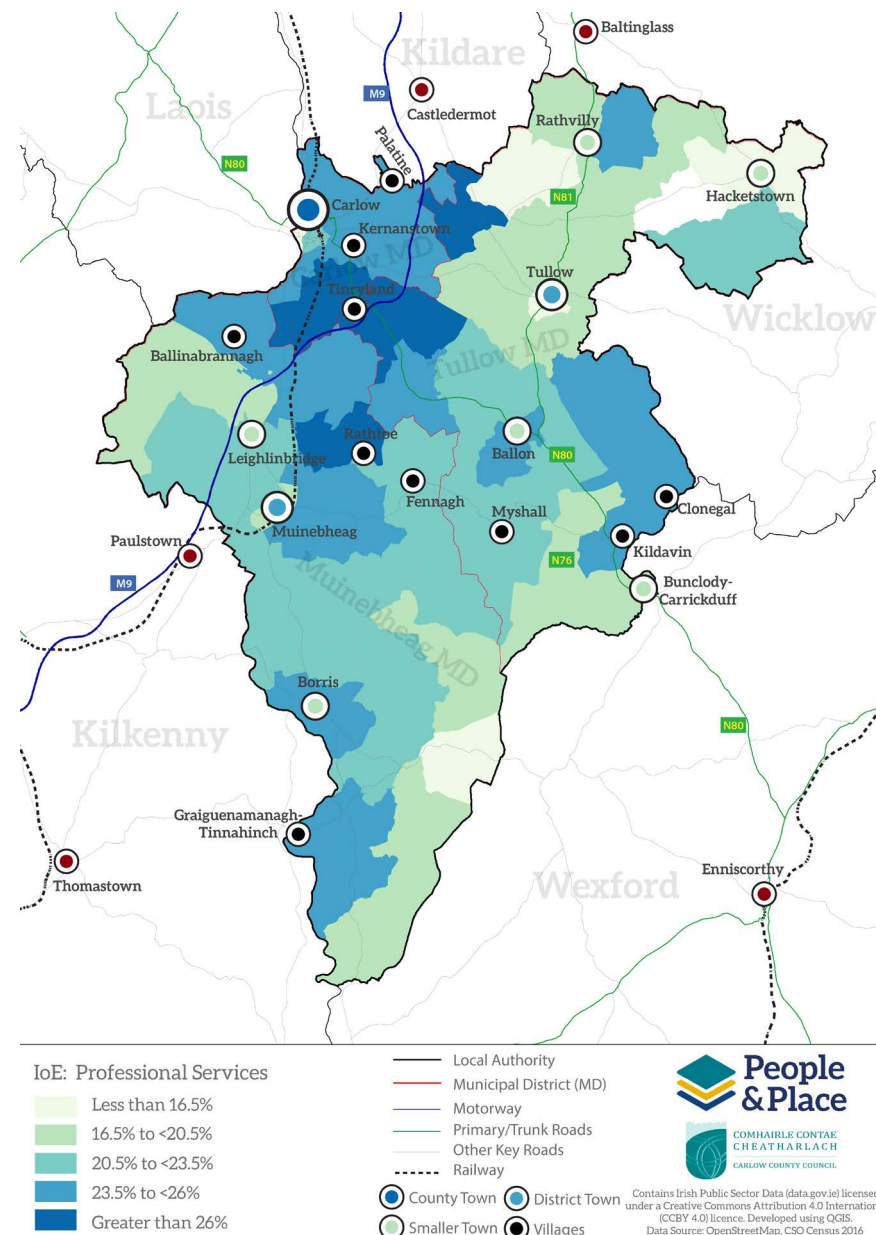 Baltinglass
Kildare
M9
Castledermot
Laois
Rathvilly
Palatine
N80
Hacketstown
N81
Carlow
Kernanstown
Carlow MD
Tullow
Tinryland
Wicklow
Ballinabrannagh
Tullow MD
Rathtoe
Leighlinbridge
Ballon
N80
Fennagh
Clonegal
Myshall
Muinebheag
Paulstown
Kildavin
N76
M9
Bunclody-
Carrickduff
Muinebheag MD
Borris
Kilkenny
N80
Graiguenamanagh-
Tinnahinch
Enniscorthy
Wexford
Thomastown
IoE: Professional Services
Less than 16.5%
16.5% to <20.5%
20.5% to <23.5%
23.5% to <26%
Greater than 26%
Local Authority
Municipal District (MD)
Motorway
Primary/Trunk Roads
Other Key Roads
Railway
County Town
District Town
Smaller Town
Villages
People
& Place
COMHAIRLE CONTAE
CHEATHARLACH
CARLOW COUNTY COUNCIL
Contains Irish Public Sector Data (data.gov.ie) licensed
under a Creative Commons Attribution 4.0 Internation
(CCBY 4.0) licence. Developed using QGIS.
Data Source: OpenStreetMap, CSO Census 2016